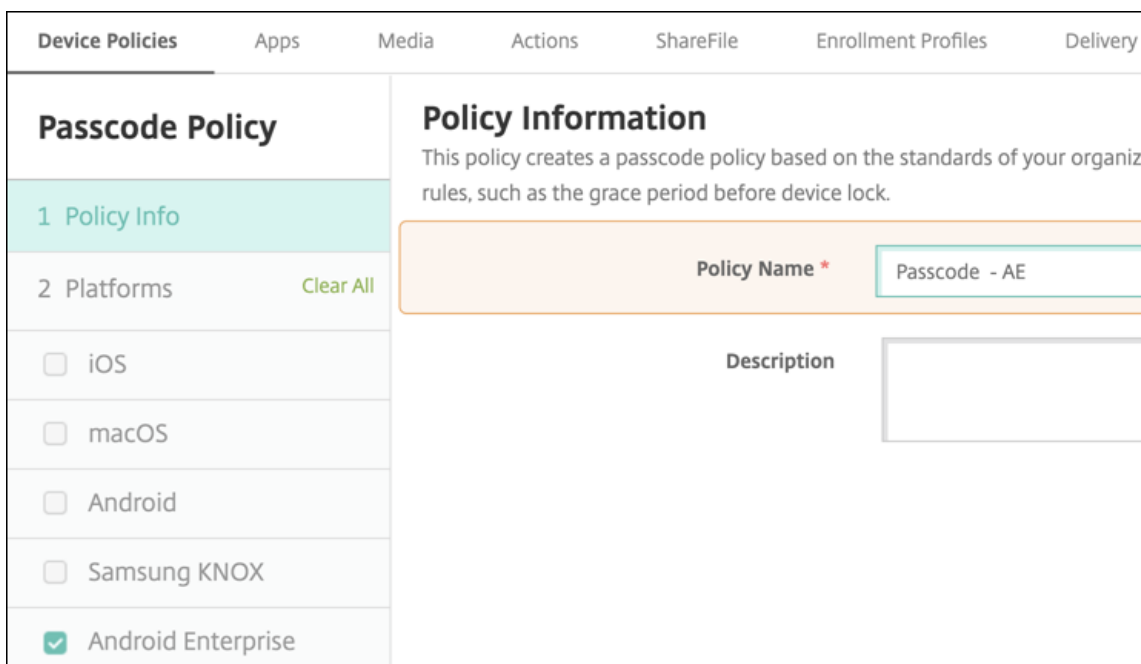 Device Policies Apps Media Actions ShareFile Enrollment Profiles Delivery
Passcode Policy
1 Policy Info
2 Platforms Clear All
iOS
macOS
Android
Samsung KNOX
Android Enterprise
Policy Information
This policy creates a passcode policy based on the standards of your organiz
rules, such as the grace period before device lock.
Policy Name * Passcode - AE
Description